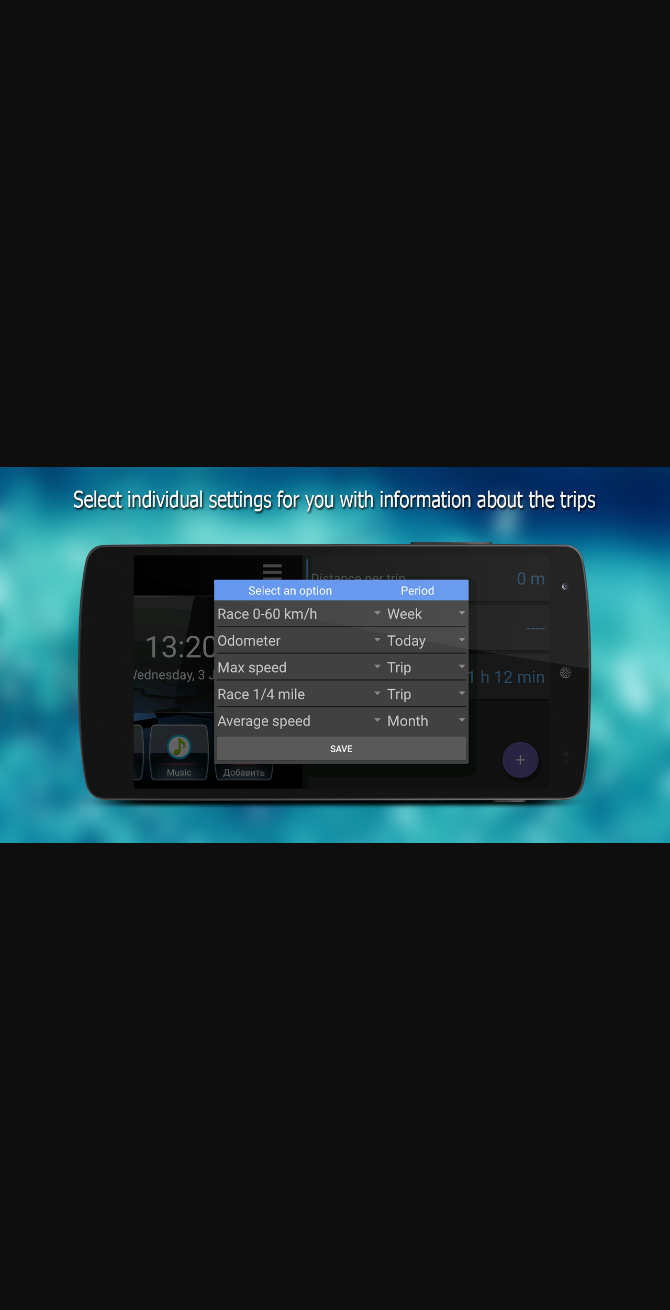 Select individual settings for you with information about the trips
Distance per trip
0 m
Select an option Period
Race 0-60 km/h Week
Odometer Today
Max speed Trip
Race 1/4 mile Trip
Average speed Month
SAVE
13:20
Wednesday, 3 J
1 h 12 min
Music
Добавить
+
----